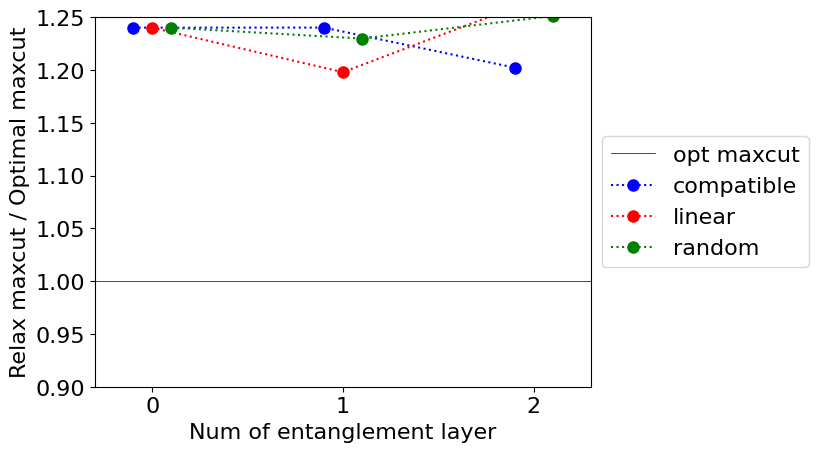 Relax maxcut / Optimal maxcut
1.25
1.20
1.15
1.10
1.05
1.00
0.95
0.90
0 1 2
Num of entanglement layer
opt maxcut
compatible
linear
random